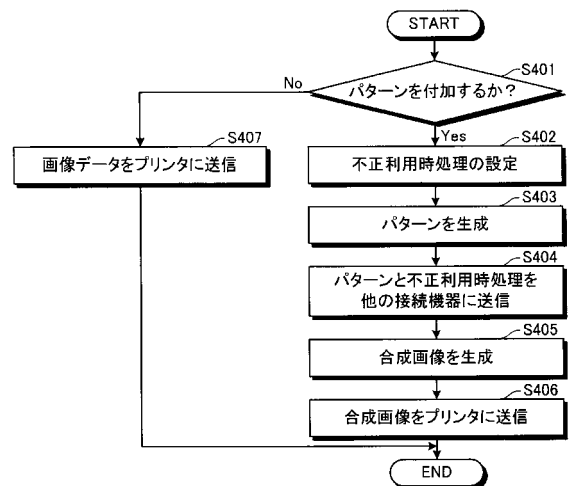 START
S401
パターンを付加するか？
No
Yes
S407
画像データをプリンタに送信
S402
不正利用時処理の設定
S403
パターンを生成
S404
パターンと不正利用時処理を
他の接続機器に送信
S405
合成画像を生成
S406
合成画像をプリンタに送信
END